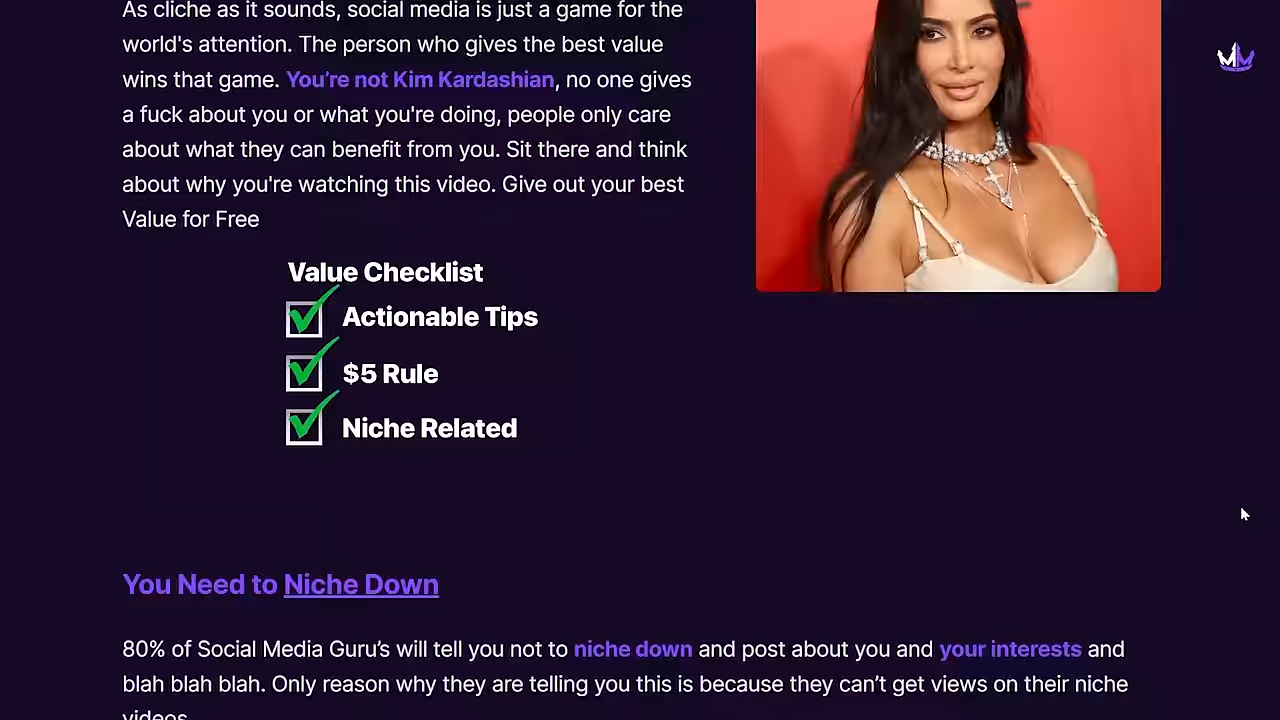 As cliche as it sounds, social media is just a game for the
world's attention. The person who gives the best value
wins that game. You’re not Kim Kardashian, no one gives
a fuck about you or what you're doing, people only care
about what they can benefit from you. Sit there and think
about why you're watching this video. Give out your best
Value for Free
Value Checklist
Actionable Tips
$5 Rule
Niche Related
You Need to Niche Down
80% of Social Media Guru’s will tell you not to niche down and post about you and your interests and
blah blah blah. Only reason why they are telling you this is because they can’t get views on their niche
videos